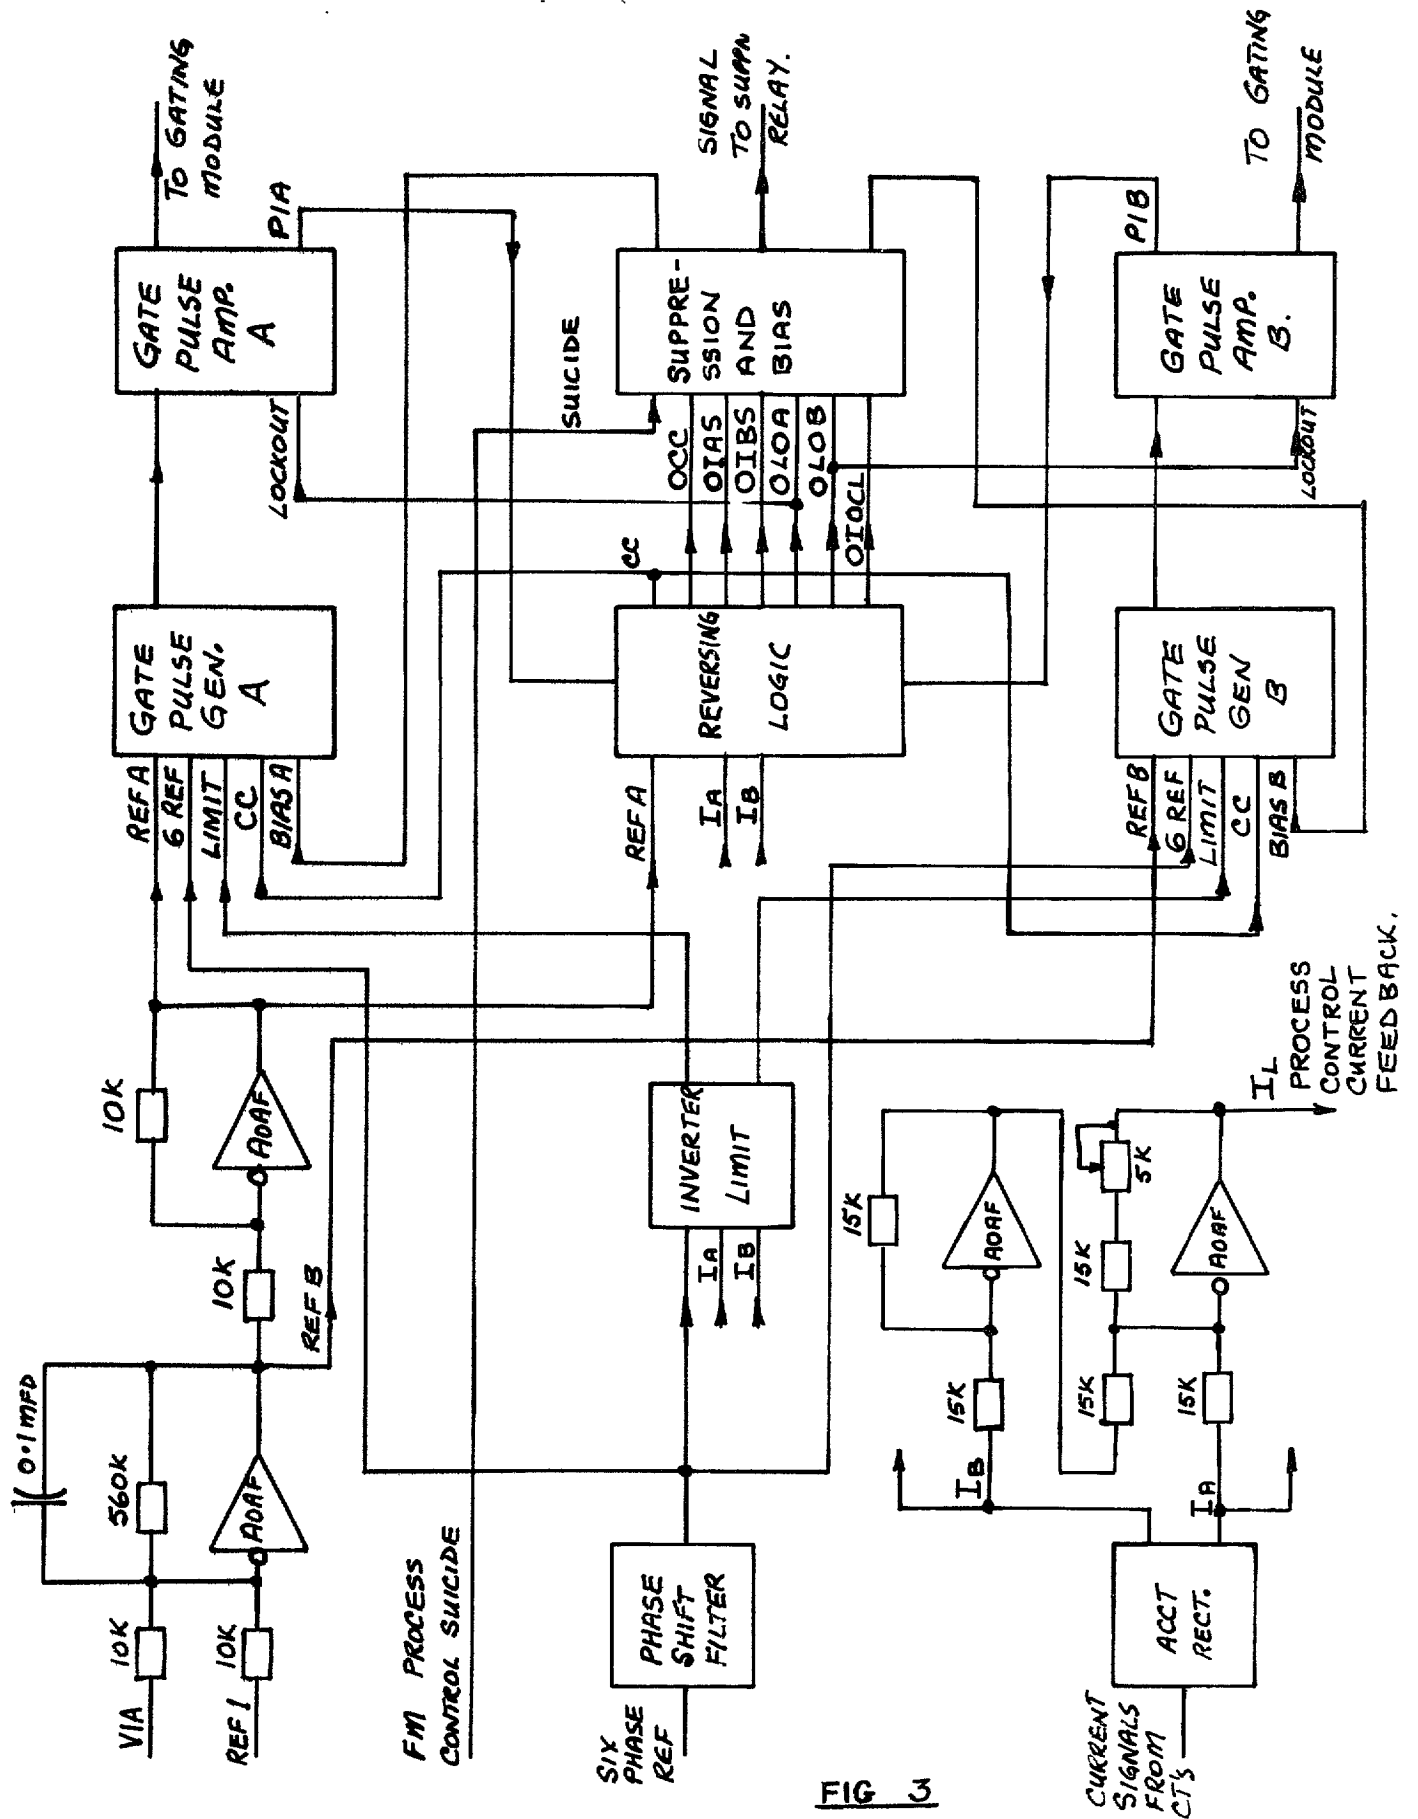 TO GATING
MODULE
SIGNAL
TO SUPPN
RELAY.
TO GATING
MODULE
P1A
P1B
GATE
PULSE
AMP.
A
SUPPRE-
SSION
AND
BIAS
GATE
PULSE
AMP.
B.
LOCKOUT
SUICIDE
OCC
OIAS
OIBS
OLOA
OLOB
OIOCL
LOCKOUT
CC
GATE
PULSE
GEN.
A
REVERSING
LOGIC
GATE
PULSE
GEN
B
REF A
6 REF
LIMIT
CC
BIAS A
REF A
IA
IB
REF B
6 REF
LIMIT
CC
BIAS B
10K
AOAF
10K
REF B
0.1MFD
560K
AOAF
10K
10K
VIA
REF 1
INVERTER
LIMIT
IA
IB
FM PROCESS
CONTROL SUICIDE
PHASE
SHIFT
FILTER
SIX
PHASE
REF
15K
AOAF
15K
IB
5K
15K
AOAF
15K
15K
IA
IL
PROCESS
CONTROL
CURRENT
FEEDBACK.
ACCT
RECT.
CURRENT
SIGNALS
FROM
CT'S
FIG 3